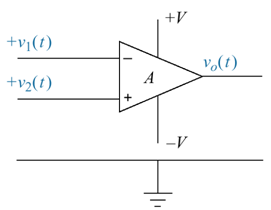 +V
+v₁(t)
−
A
vₒ(t)
+v₂(t)
+
−V